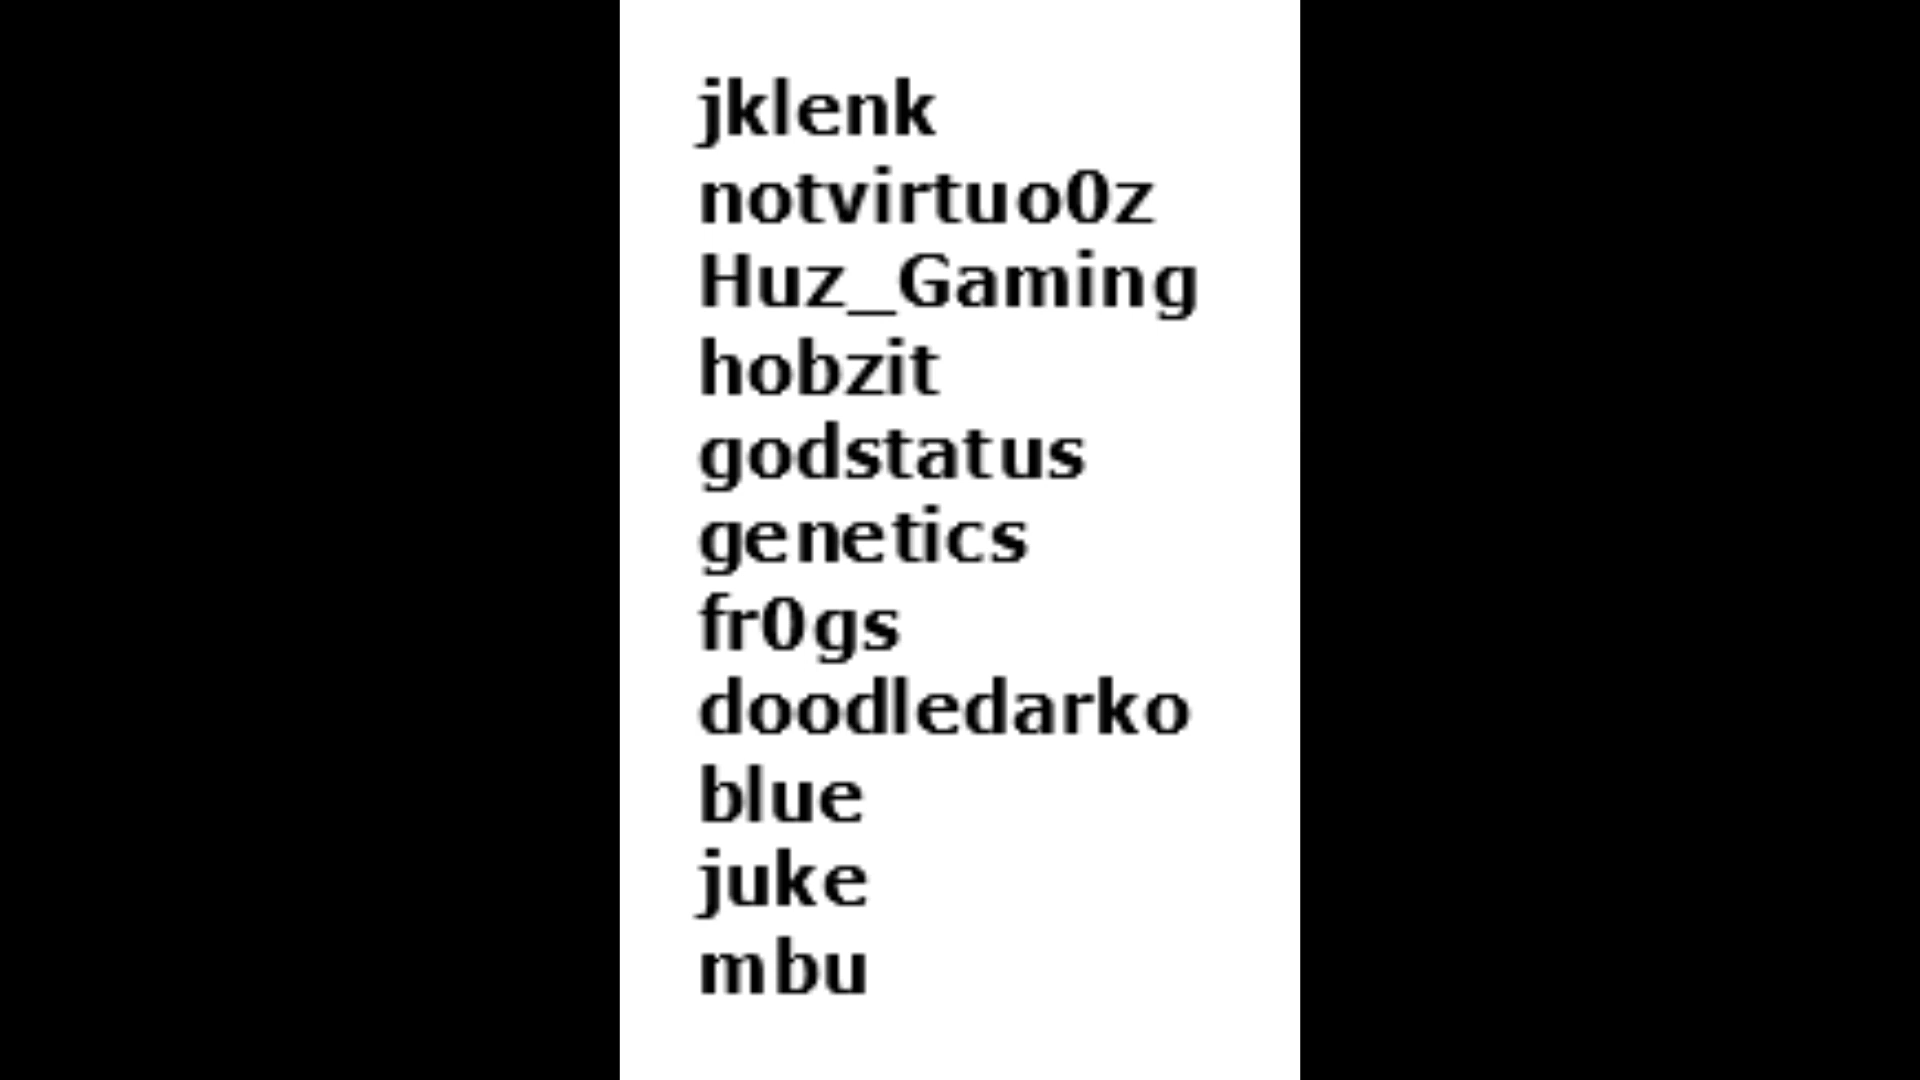 jklenk
notvirtuo0z
Huz_Gaming
hobzit
godstatus
genetics
fr0gs
doodledarko
blue
juke
mbu